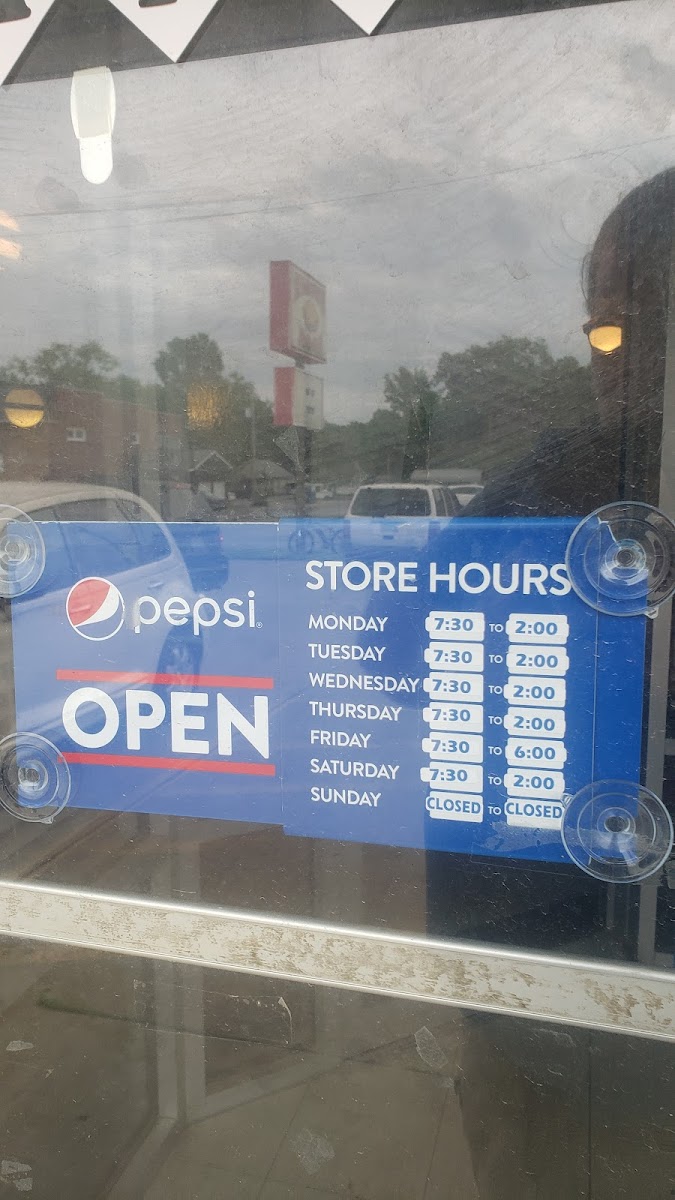 pepsi®
OPEN
STORE HOURS
MONDAY 7:30 TO 2:00
TUESDAY 7:30 TO 2:00
WEDNESDAY 7:30 TO 2:00
THURSDAY 7:30 TO 2:00
FRIDAY 7:30 TO 6:00
SATURDAY 7:30 TO 2:00
SUNDAY CLOSED TO CLOSED